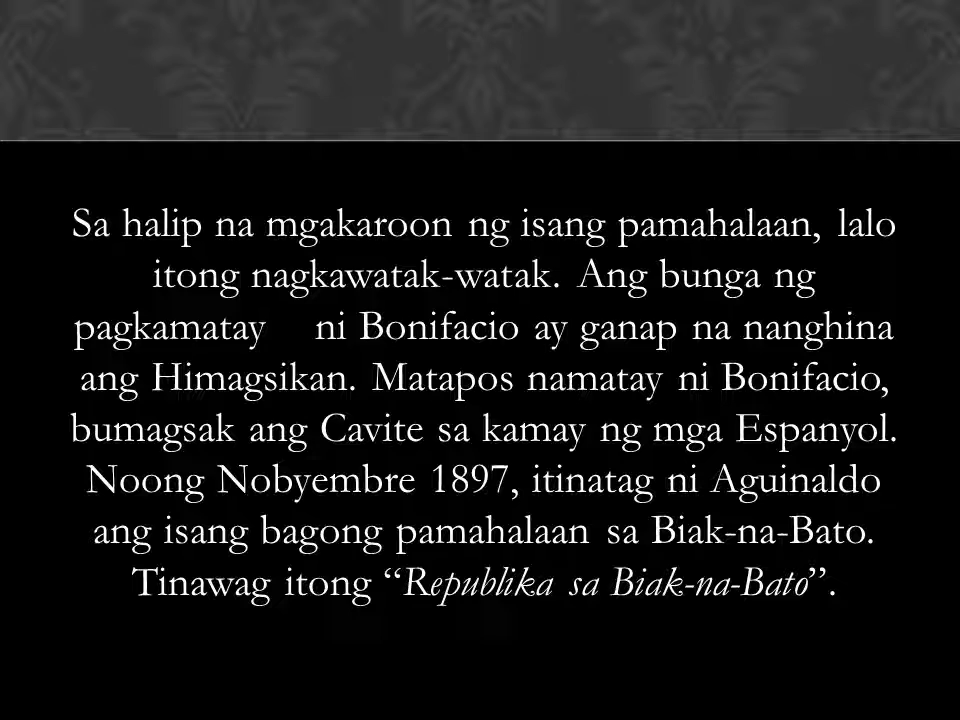 Sa halip na mgakaroon ng isang pamahalaan, lalo
itong nagkawatak-watak. Ang bunga ng
pagkamatay ni Bonifacio ay ganap na nanghina
ang Himagsikan. Matapos namatay ni Bonifacio,
bumagsak ang Cavite sa kamay ng mga Espanyol.
Noong Nobyembre 1897, itinatag ni Aguinaldo
ang isang bagong pamahalaan sa Biak-na-Bato.
Tinawag itong “Republika sa Biak-na-Bato”.